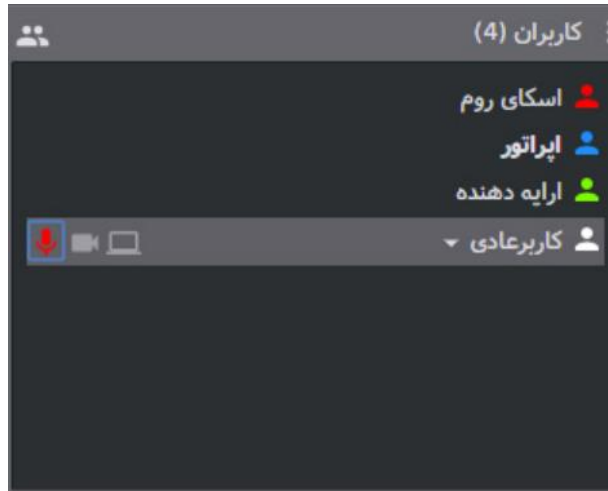 کاربران (4)
اسکای روم
اپراتور
ارایه دهنده
کاربرعادی